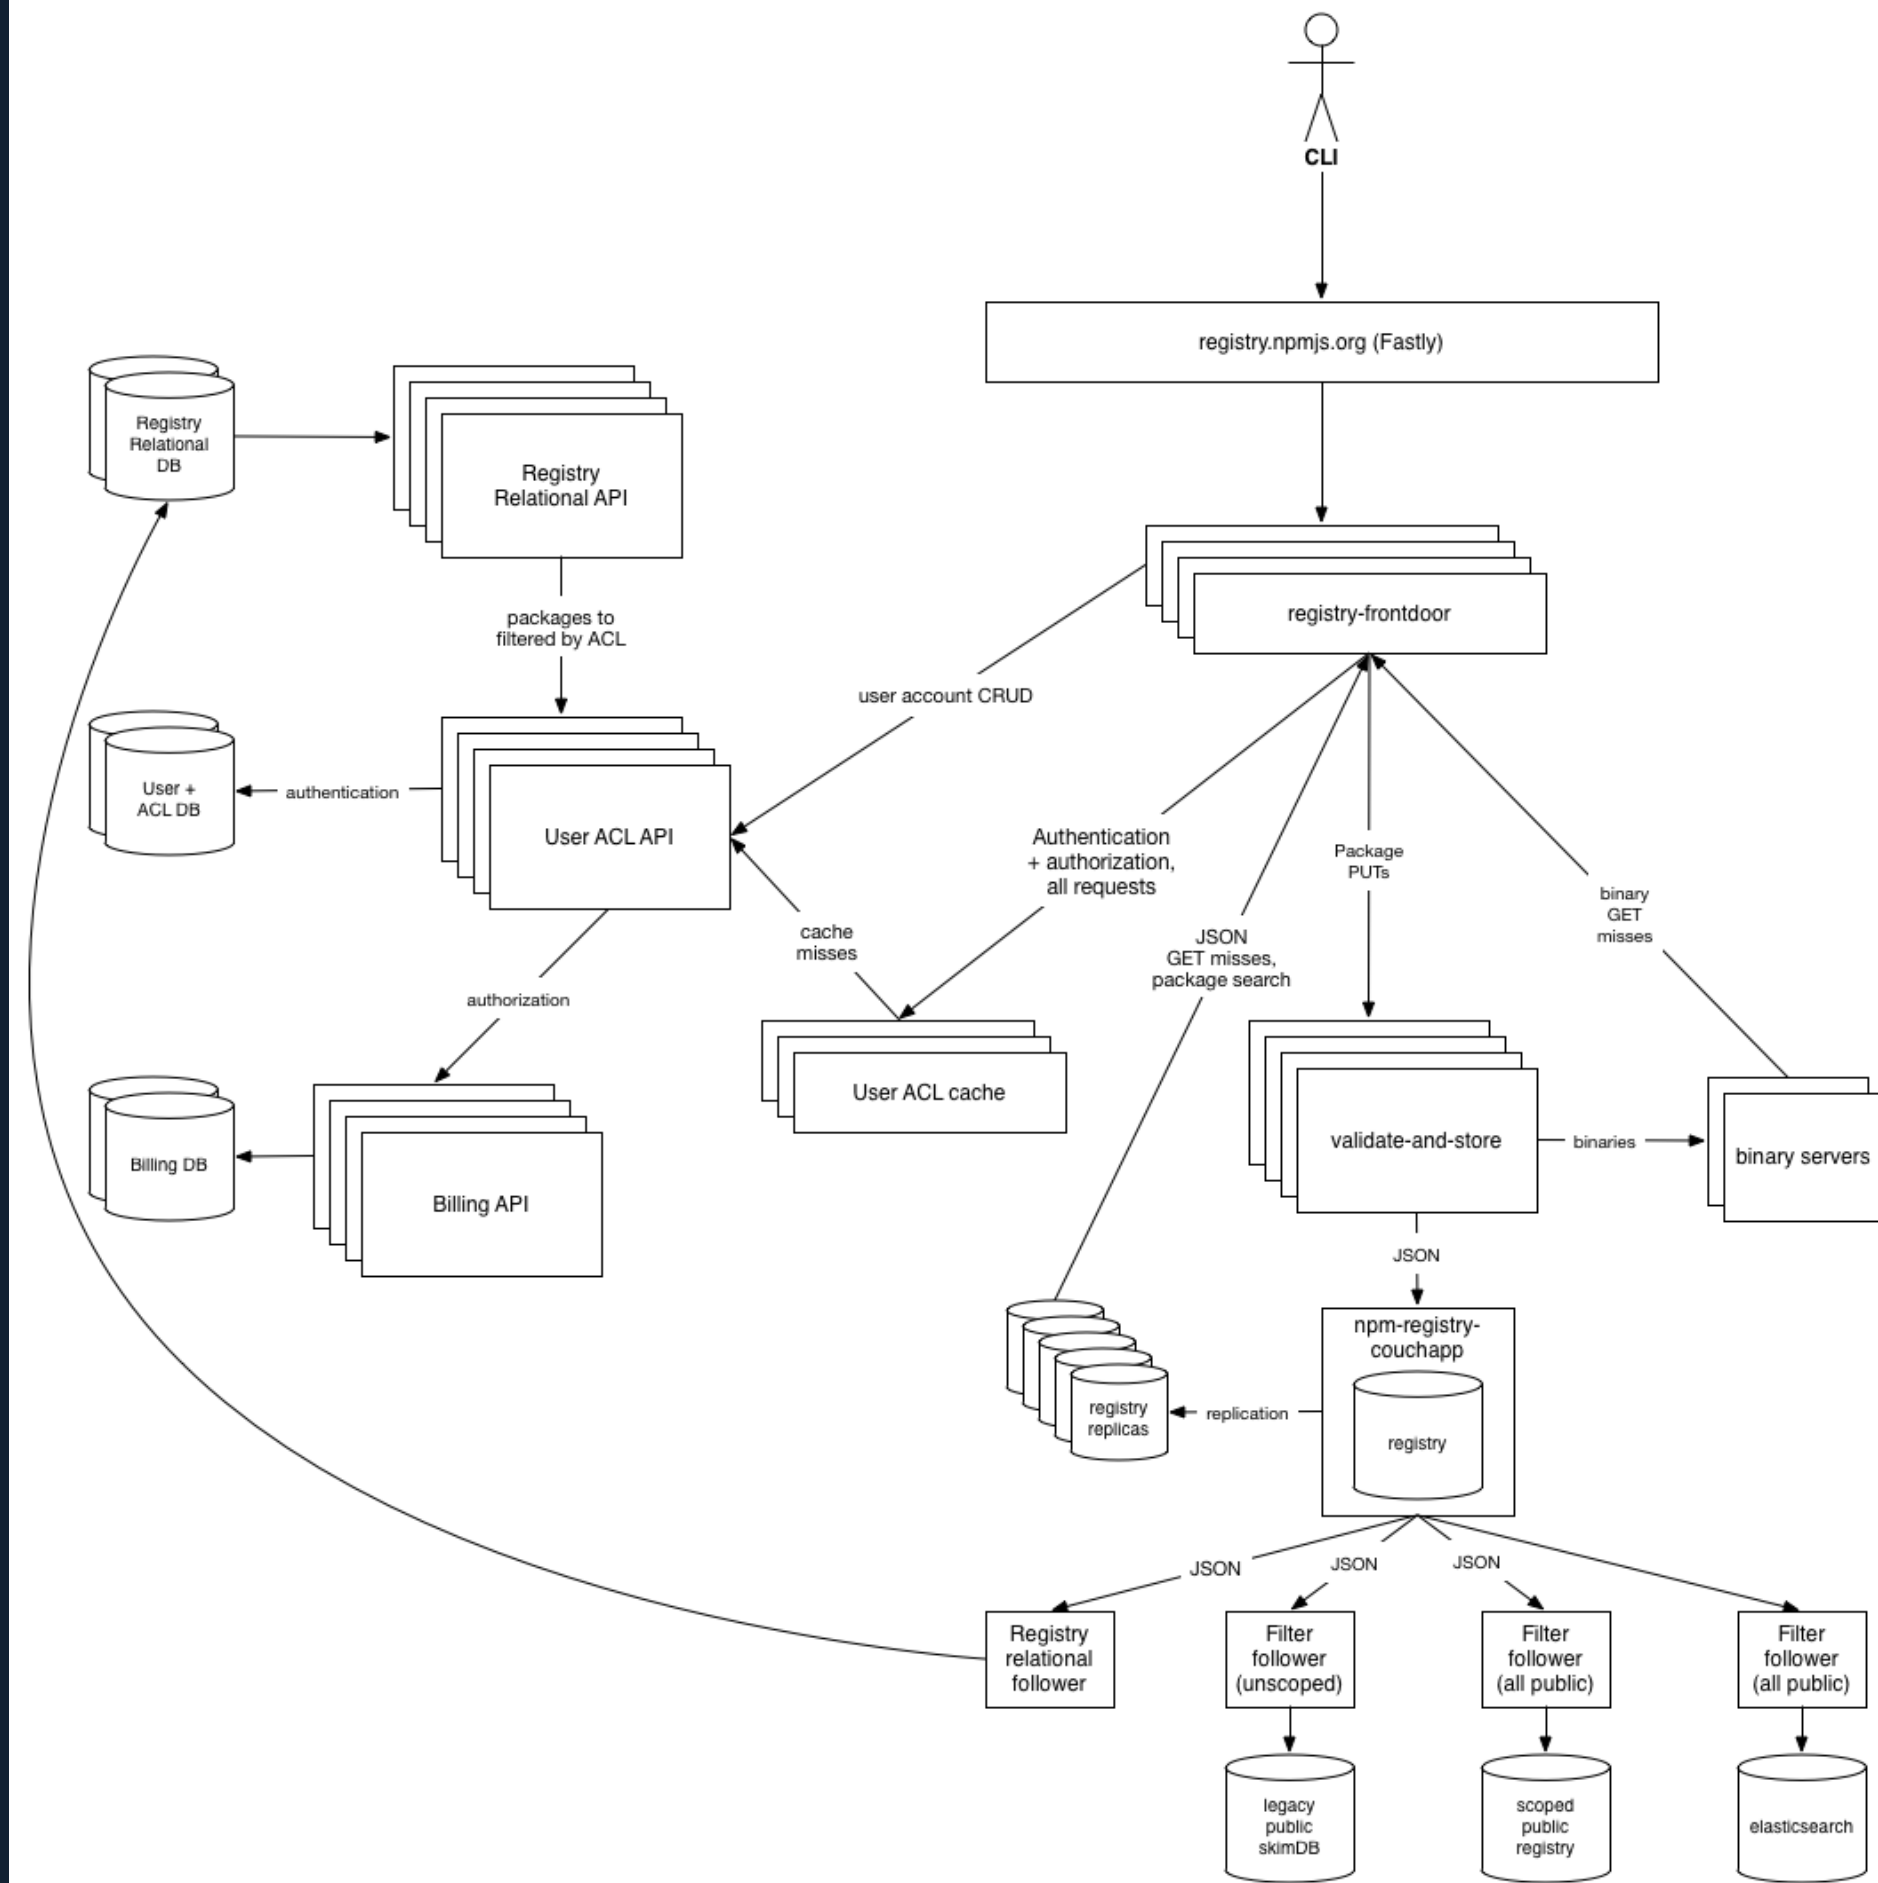 CLI
registry.npmjs.org (Fastly)
Registry
Relational
DB
Registry
Relational API
registry-frontdoor
packages to
filtered by ACL
user account CRUD
User +
ACL DB
authentication
User ACL API
Authentication
+ authorization,
all requests
Package
PUTs
binary
GET
misses
cache
misses
JSON
GET misses,
package search
authorization
User ACL cache
validate-and-store
binaries
binary servers
Billing DB
Billing API
JSON
npm-registry-
couchapp
registry
replicas
replication
registry
JSON
JSON
JSON
Registry
relational
follower
Filter
follower
(unscoped)
Filter
follower
(all public)
Filter
follower
(all public)
legacy
public
skimDB
scoped
public
registry
elasticsearch